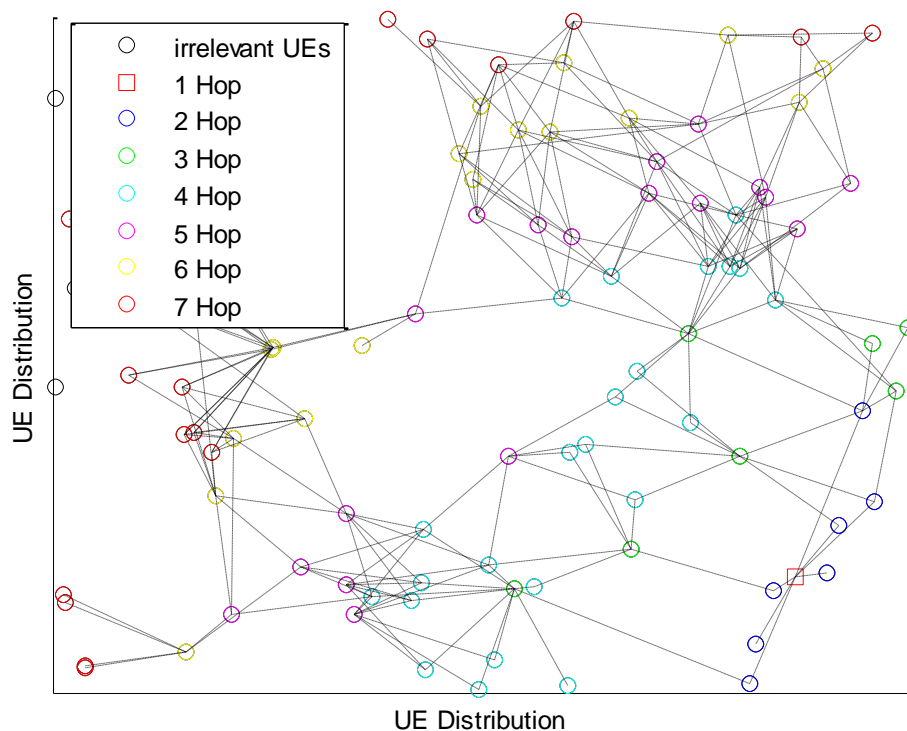 irrelevant UEs
1 Hop
2 Hop
3 Hop
4 Hop
5 Hop
6 Hop
7 Hop
UE Distribution
UE Distribution